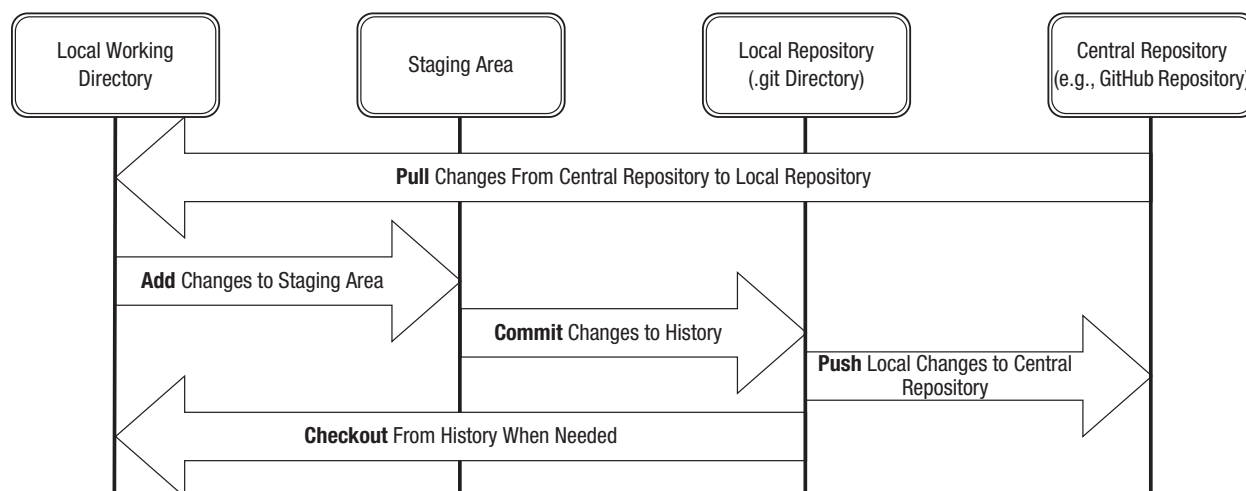 Local Working
Directory
Staging Area
Local Repository
(.git Directory)
Central Repository
(e.g., GitHub Repository)
Pull Changes From Central Repository to Local Repository
Add Changes to Staging Area
Commit Changes to History
Push Local Changes to Central
Repository
Checkout From History When Needed